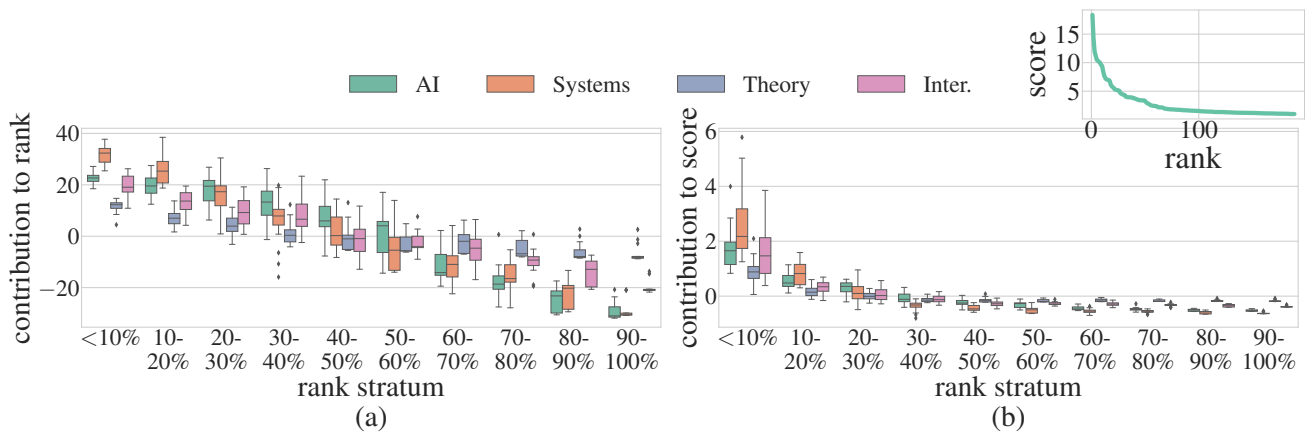 15
10
5
score
0
100
rank
AI
Systems
Theory
Inter.
contribution to rank
40
20
0
−20
<10% 10- 20- 30- 40- 50- 60- 70- 80- 90-
20% 30% 40% 50% 60% 70% 80% 90% 100%
rank stratum
(a)
contribution to score
6
4
2
0
<10% 10- 20- 30- 40- 50- 60- 70- 80- 90-
20% 30% 40% 50% 60% 70% 80% 90% 100%
rank stratum
(b)